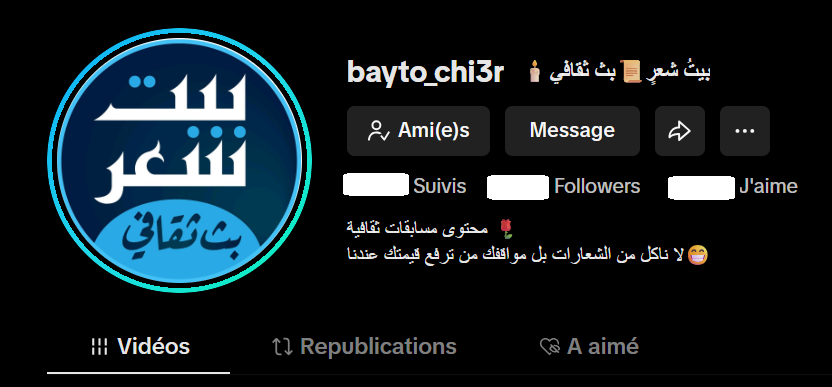 بيت
شعر
بث ثقافي
bayto_chi3r 🕯️بيتُ شعرٍ📜بث ثقافي
Ami(e)s Message
Suivis Followers J'aime
محتوى مسابقات ثقافية 🌹
لا ناكل من الشعارات بل مواقفك من ترفع قيمتك عندنا😁
Vidéos Republications A aimé